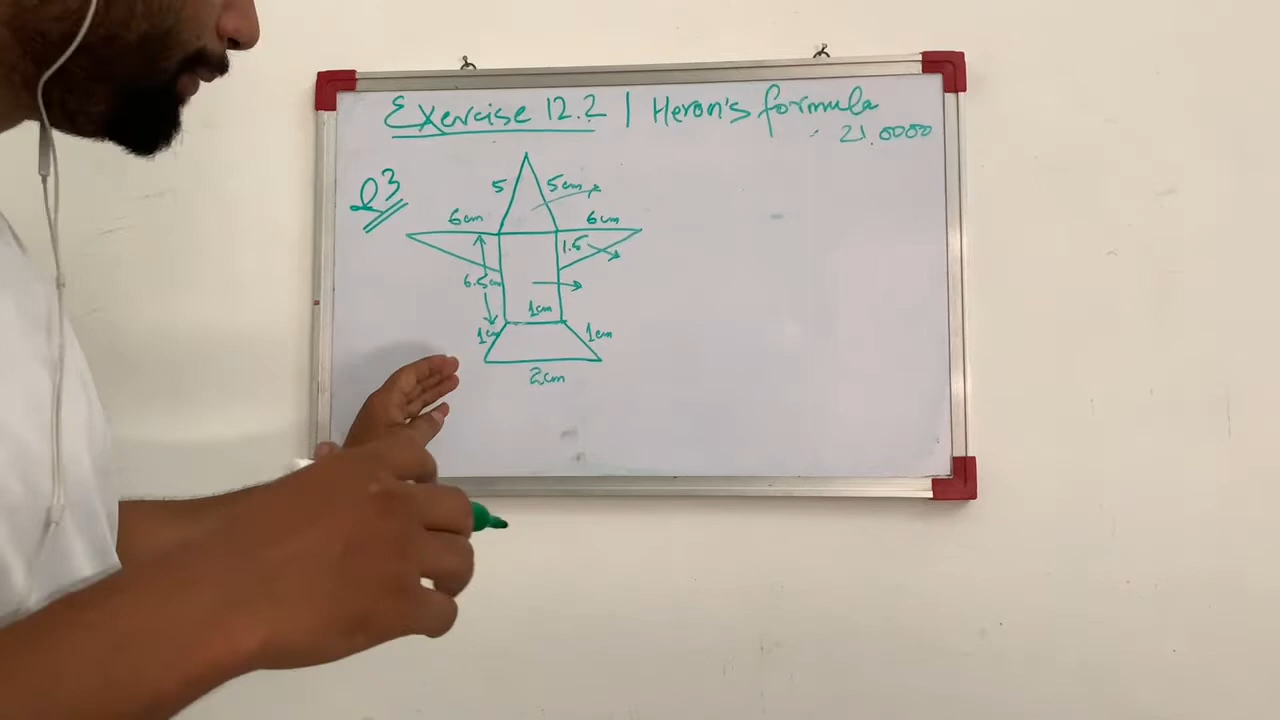 Exercise 12.2 | Heron's formula
21.0000
Q3
5 5cm
6cm 6cm
1.5
6.5cm
1cm
1cm 1cm
2cm